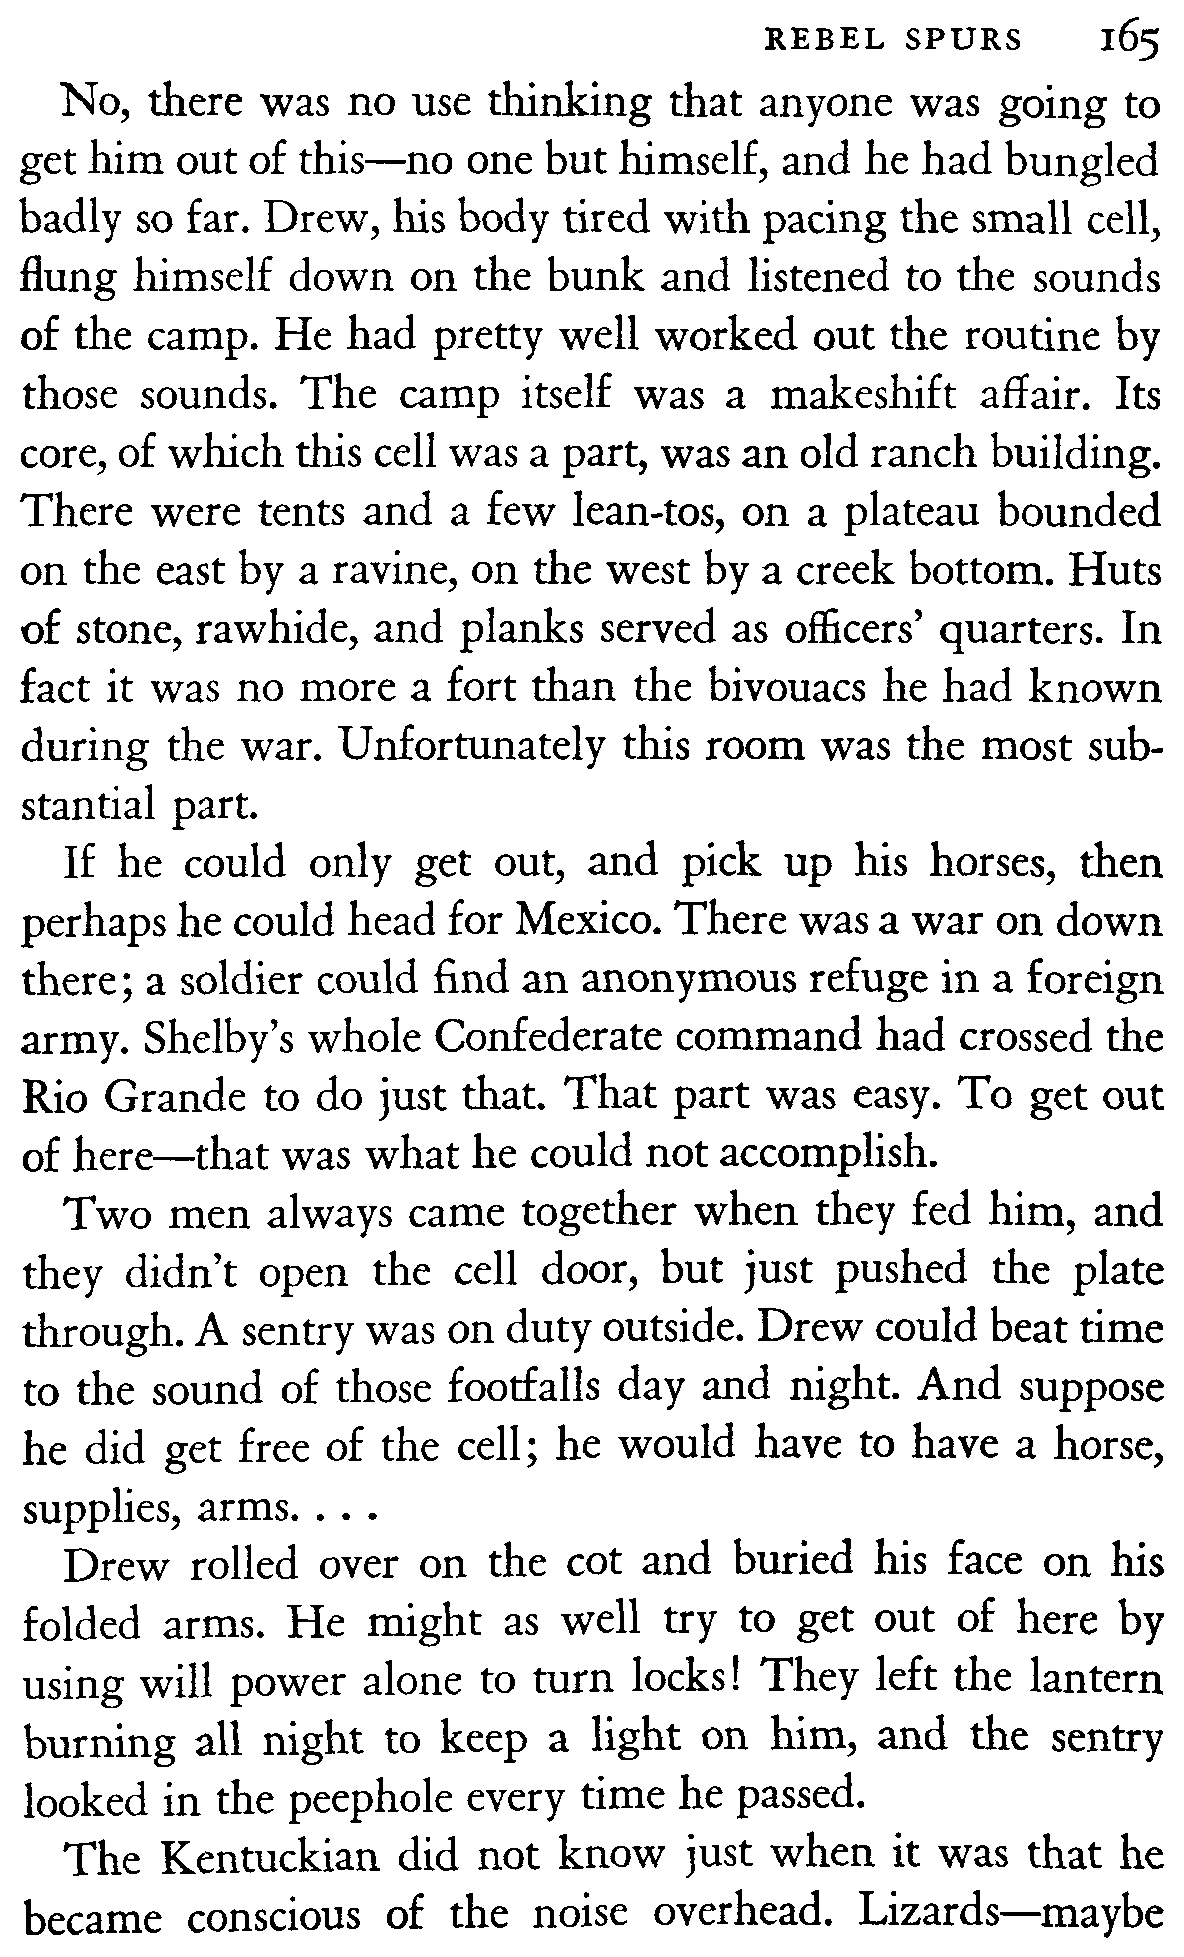 REBEL SPURS 165
No, there was no use thinking that anyone was going to
get him out of this—no one but himself, and he had bungled
badly so far. Drew, his body tired with pacing the small cell,
flung himself down on the bunk and listened to the sounds
of the camp. He had pretty well worked out the routine by
those sounds. The camp itself was a makeshift affair. Its
core, of which this cell was a part, was an old ranch building.
There were tents and a few lean-tos, on a plateau bounded
on the east by a ravine, on the west by a creek bottom. Huts
of stone, rawhide, and planks served as officers’ quarters. In
fact it was no more a fort than the bivouacs he had known
during the war. Unfortunately this room was the most sub-
stantial part.
If he could only get out, and pick up his horses, then
perhaps he could head for Mexico. There was a war on down
there; a soldier could find an anonymous refuge in a foreign
army. Shelby’s whole Confederate command had crossed the
Rio Grande to do just that. That part was easy. To get out
of here—that was what he could not accomplish.
Two men always came together when they fed him, and
they didn’t open the cell door, but just pushed the plate
through. A sentry was on duty outside. Drew could beat time
to the sound of those footfalls day and night. And suppose
he did get free of the cell; he would have to have a horse,
supplies, arms. . . .
Drew rolled over on the cot and buried his face on his
folded arms. He might as well try to get out of here by
using will power alone to turn locks! They left the lantern
burning all night to keep a light on him, and the sentry
looked in the peephole every time he passed.
The Kentuckian did not know just when it was that he
became conscious of the noise overhead. Lizards—maybe